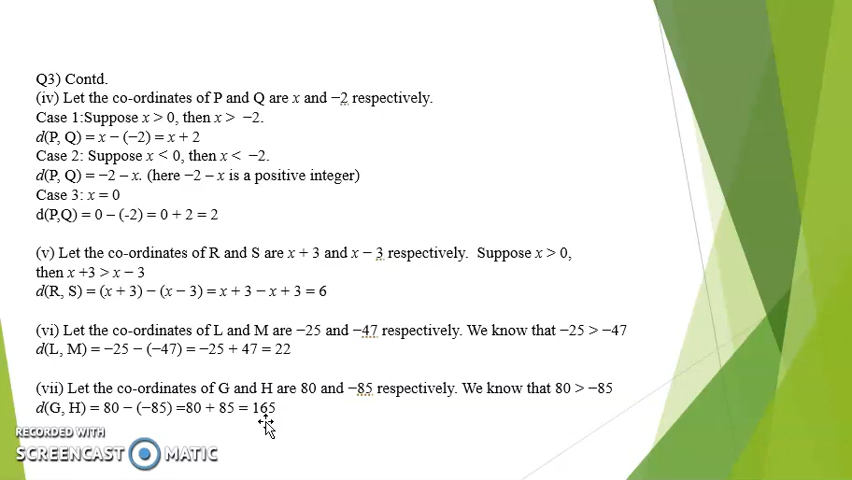 Q3) Contd.
(iv) Let the co-ordinates of P and Q are x and −2 respectively.
Case 1:Suppose x > 0, then x > −2.
d(P, Q) = x − (−2) = x + 2
Case 2: Suppose x < 0, then x < −2.
d(P, Q) = −2 − x. (here −2 − x is a positive integer)
Case 3: x = 0
d(P,Q) = 0 – (-2) = 0 + 2 = 2
(v) Let the co-ordinates of R and S are x + 3 and x − 3 respectively. Suppose x > 0,
then x +3 > x − 3
d(R, S) = (x + 3) − (x − 3) = x + 3 − x + 3 = 6
(vi) Let the co-ordinates of L and M are −25 and −47 respectively. We know that −25 > −47
d(L, M) = −25 − (−47) = −25 + 47 = 22
(vii) Let the co-ordinates of G and H are 80 and −85 respectively. We know that 80 > −85
d(G, H) = 80 − (−85) =80 + 85 = 165
RECORDED WITH
SCREENCAST MATIC